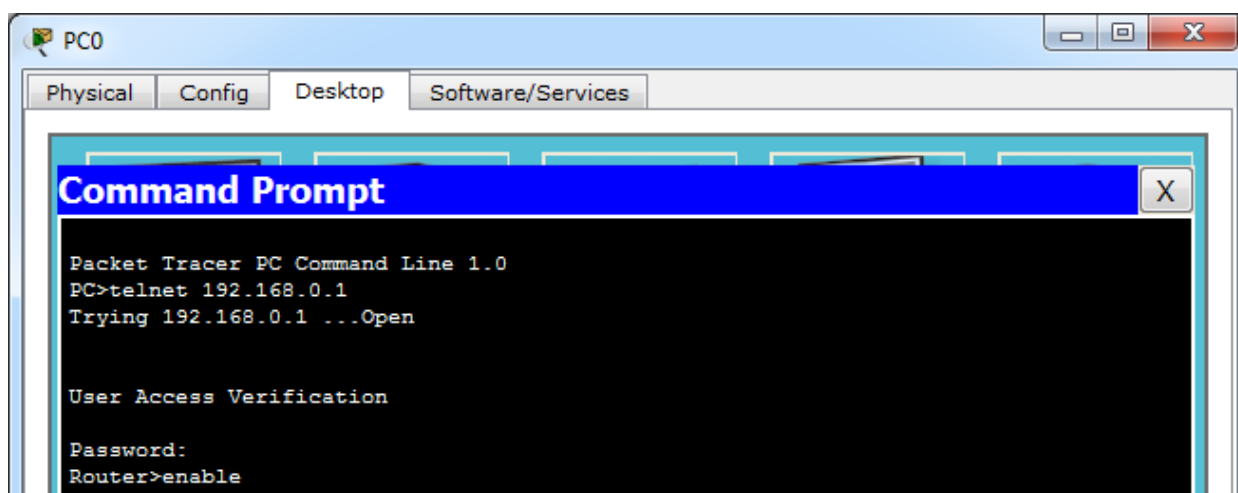 PC0
Physical Config Desktop Software/Services
Command Prompt X
Packet Tracer PC Command Line 1.0
PC>telnet 192.168.0.1
Trying 192.168.0.1 ...Open
User Access Verification
Password:
Router>enable